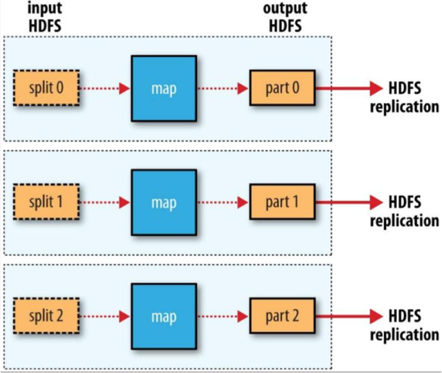 input
HDFS
output
HDFS
split 0
map
part 0
HDFS
replication
split 1
map
part 1
HDFS
replication
split 2
map
part 2
HDFS
replication